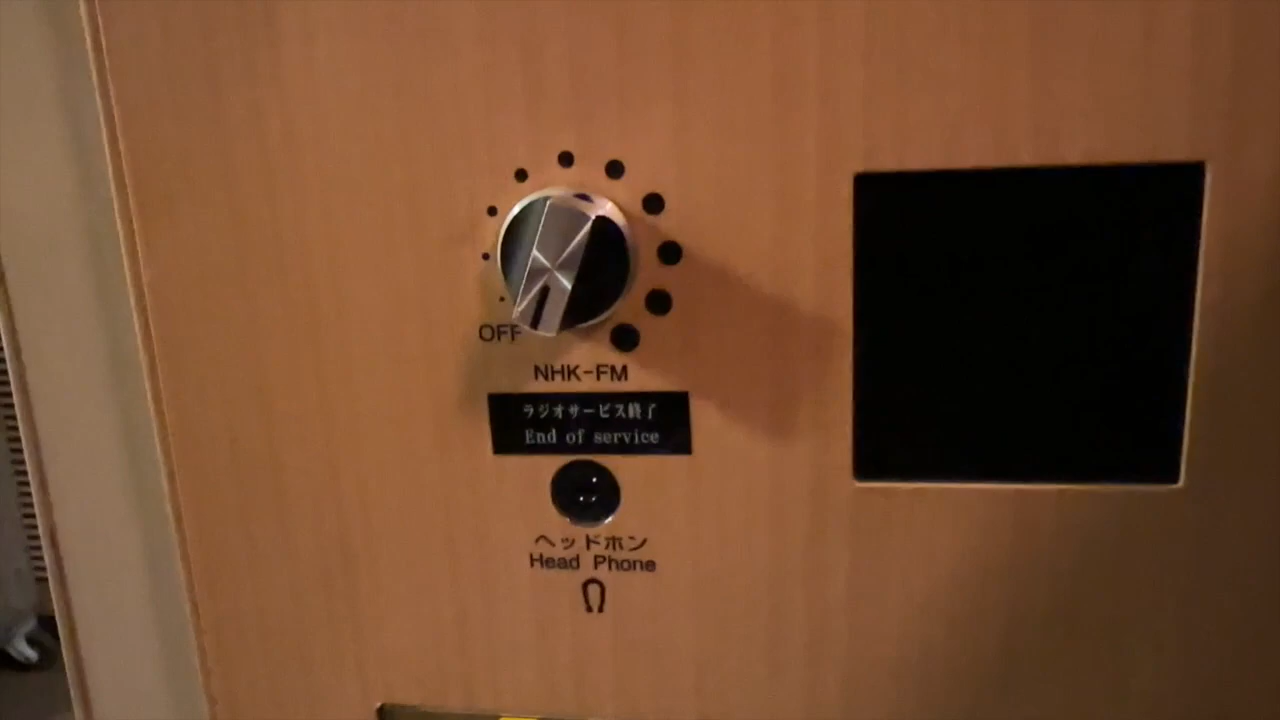 OFF
NHK-FM
ラジオサービス終了
End of service
ヘッドホン
Head Phone